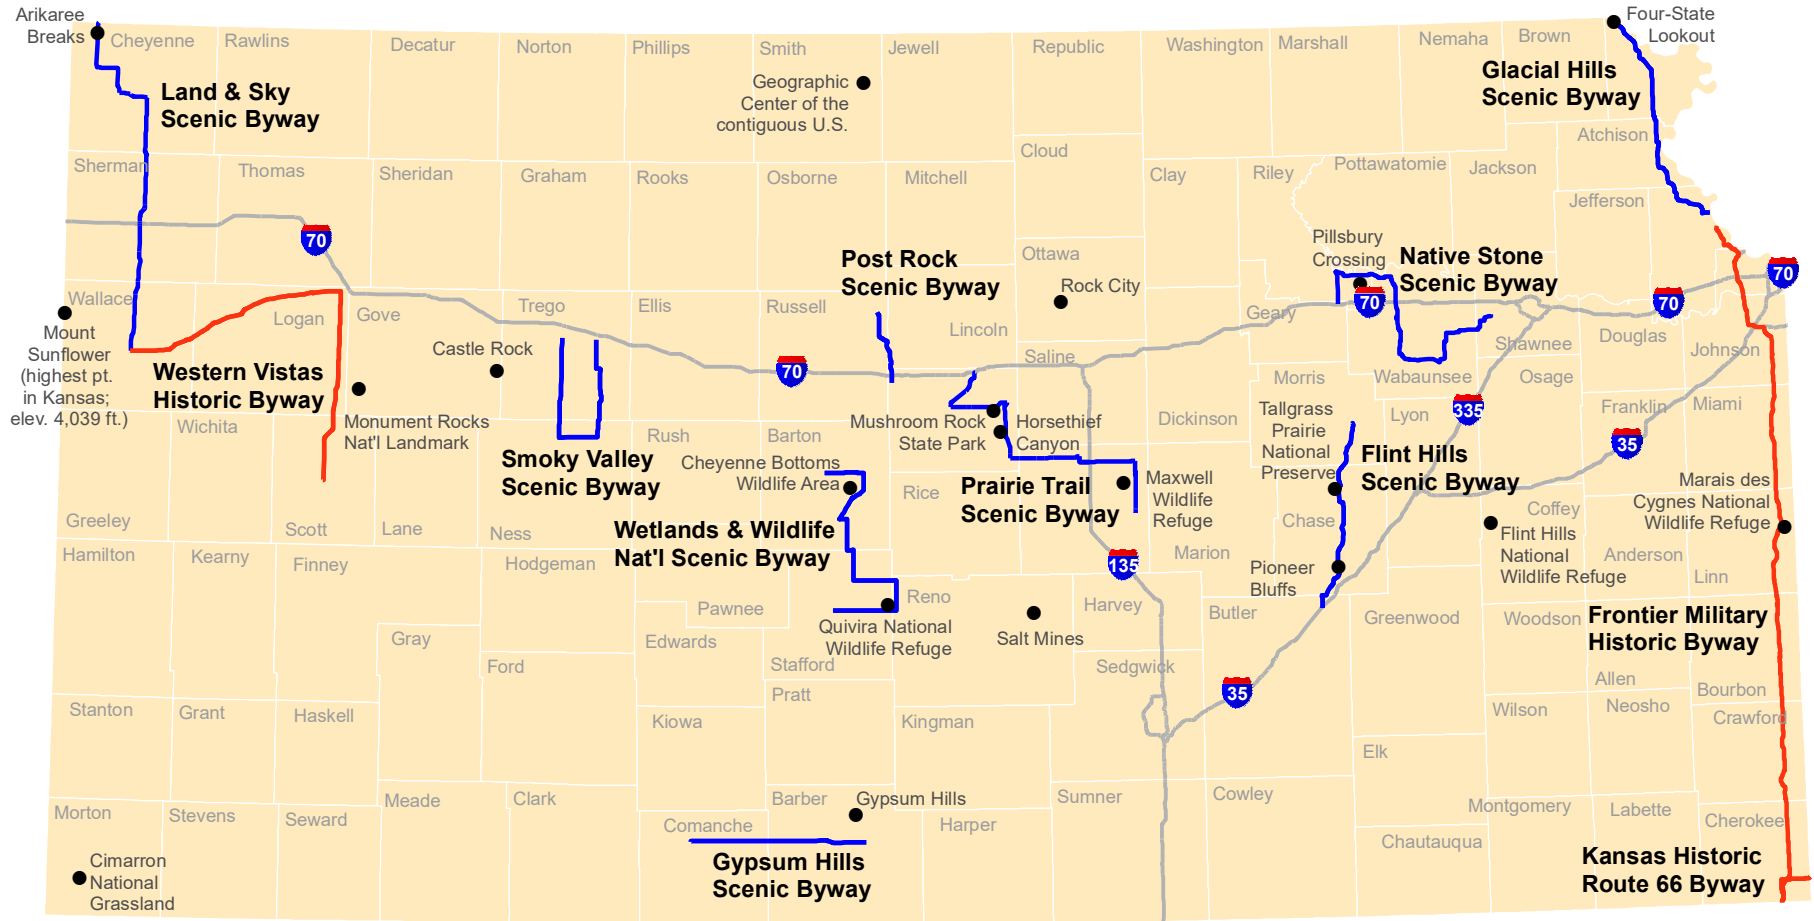 Arikaree
Breaks
Four-State
Lookout
Cheyenne
Rawlins
Decatur
Norton
Phillips
Smith
Jewell
Republic
Washington
Marshall
Nemaha
Brown
Land & Sky
Scenic Byway
Geographic
Center of the
contiguous U.S.
Glacial Hills
Scenic Byway
Atchison
Cloud
Sherman
Thomas
Sheridan
Graham
Rooks
Osborne
Mitchell
Clay
Riley
Pottawatomie
Jackson
Jefferson
70
Pillsbury
Crossing
Native Stone
Scenic Byway
Post Rock
Scenic Byway
Ottawa
Rock City
70
70
70
Wallace
Mount
Sunflower
(highest pt.
in Kansas;
elev. 4,039 ft.)
Logan
Gove
Trego
Ellis
Russell
Lincoln
Geary
Saline
Shawnee
Douglas
Johnson
Castle Rock
70
Western Vistas
Historic Byway
Monument Rocks
Nat'l Landmark
Morris
Wabaunsee
Osage
Tallgrass
Prairie
National
Preserve
Lyon
335
Franklin
Miami
35
Wichita
Rush
Barton
Mushroom Rock
State Park
Horsethief
Canyon
Dickinson
Smoky Valley
Scenic Byway
Cheyenne Bottoms
Wildlife Area
Rice
Prairie Trail
Scenic Byway
Maxwell
Wildlife
Refuge
Flint Hills
Scenic Byway
Marais des
Cygnes National
Wildlife Refuge
Wetlands & Wildlife
Nat'l Scenic Byway
Chase
Coffey
Flint Hills
National
Wildlife Refuge
Greeley
Scott
Lane
Ness
Marion
Anderson
Linn
Hamilton
Kearny
Finney
Hodgeman
135
Pioneer
Bluffs
Pawnee
Reno
Harvey
Butler
Greenwood
Woodson
Frontier Military
Historic Byway
Quivira National
Wildlife Refuge
Salt Mines
Gray
Edwards
Ford
Stafford
Sedgwick
35
Allen
Bourbon
Pratt
Stanton
Grant
Haskell
Kiowa
Kingman
Wilson
Neosho
Crawford
Elk
Morton
Stevens
Seward
Meade
Clark
Comanche
Barber
Gypsum Hills
Harper
Sumner
Cowley
Montgomery
Labette
Cherokee
Chautauqua
Gypsum Hills
Scenic Byway
Kansas Historic
Route 66 Byway
Cimarron
National
Grassland